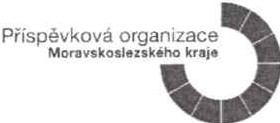 Příspěvková organizace
Moravskoslezského kraje